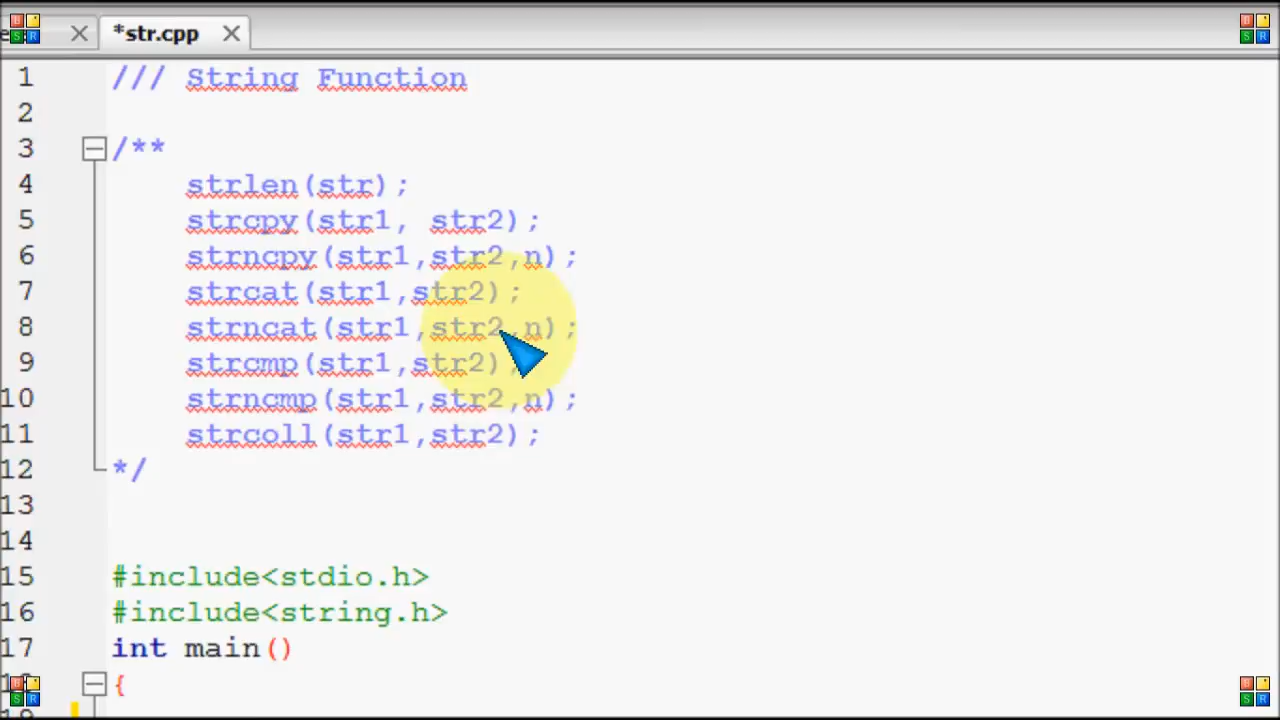 *str.cpp
1 /// String Function
2
3 /**
4 strlen(str);
5 strcpy(str1, str2);
6 strncpy(str1,str2,n);
7 strcat(str1,str2);
8 strncat(str1,str2,n);
9 strcmp(str1,str2);
10 strncmp(str1,str2,n);
11 strcoll(str1,str2);
12 */
13
14
15 #include<stdio.h>
16 #include<string.h>
17 int main()
{